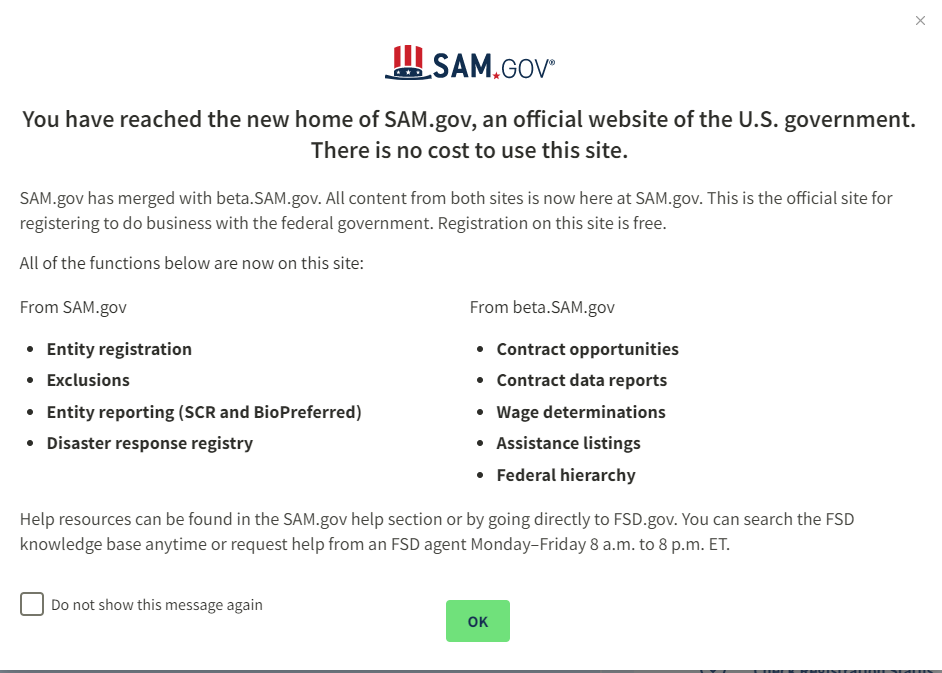 SAM.GOV®
You have reached the new home of SAM.gov, an official website of the U.S. government.
There is no cost to use this site.
SAM.gov has merged with beta.SAM.gov. All content from both sites is now here at SAM.gov. This is the official site for
registering to do business with the federal government. Registration on this site is free.
All of the functions below are now on this site:
From SAM.gov
• Entity registration
• Exclusions
• Entity reporting (SCR and BioPreferred)
• Disaster response registry
From beta.SAM.gov
• Contract opportunities
• Contract data reports
• Wage determinations
• Assistance listings
• Federal hierarchy
Help resources can be found in the SAM.gov help section or by going directly to FSD.gov. You can search the FSD
knowledge base anytime or request help from an FSD agent Monday–Friday 8 a.m. to 8 p.m. ET.
Do not show this message again
OK
Check Registration Status